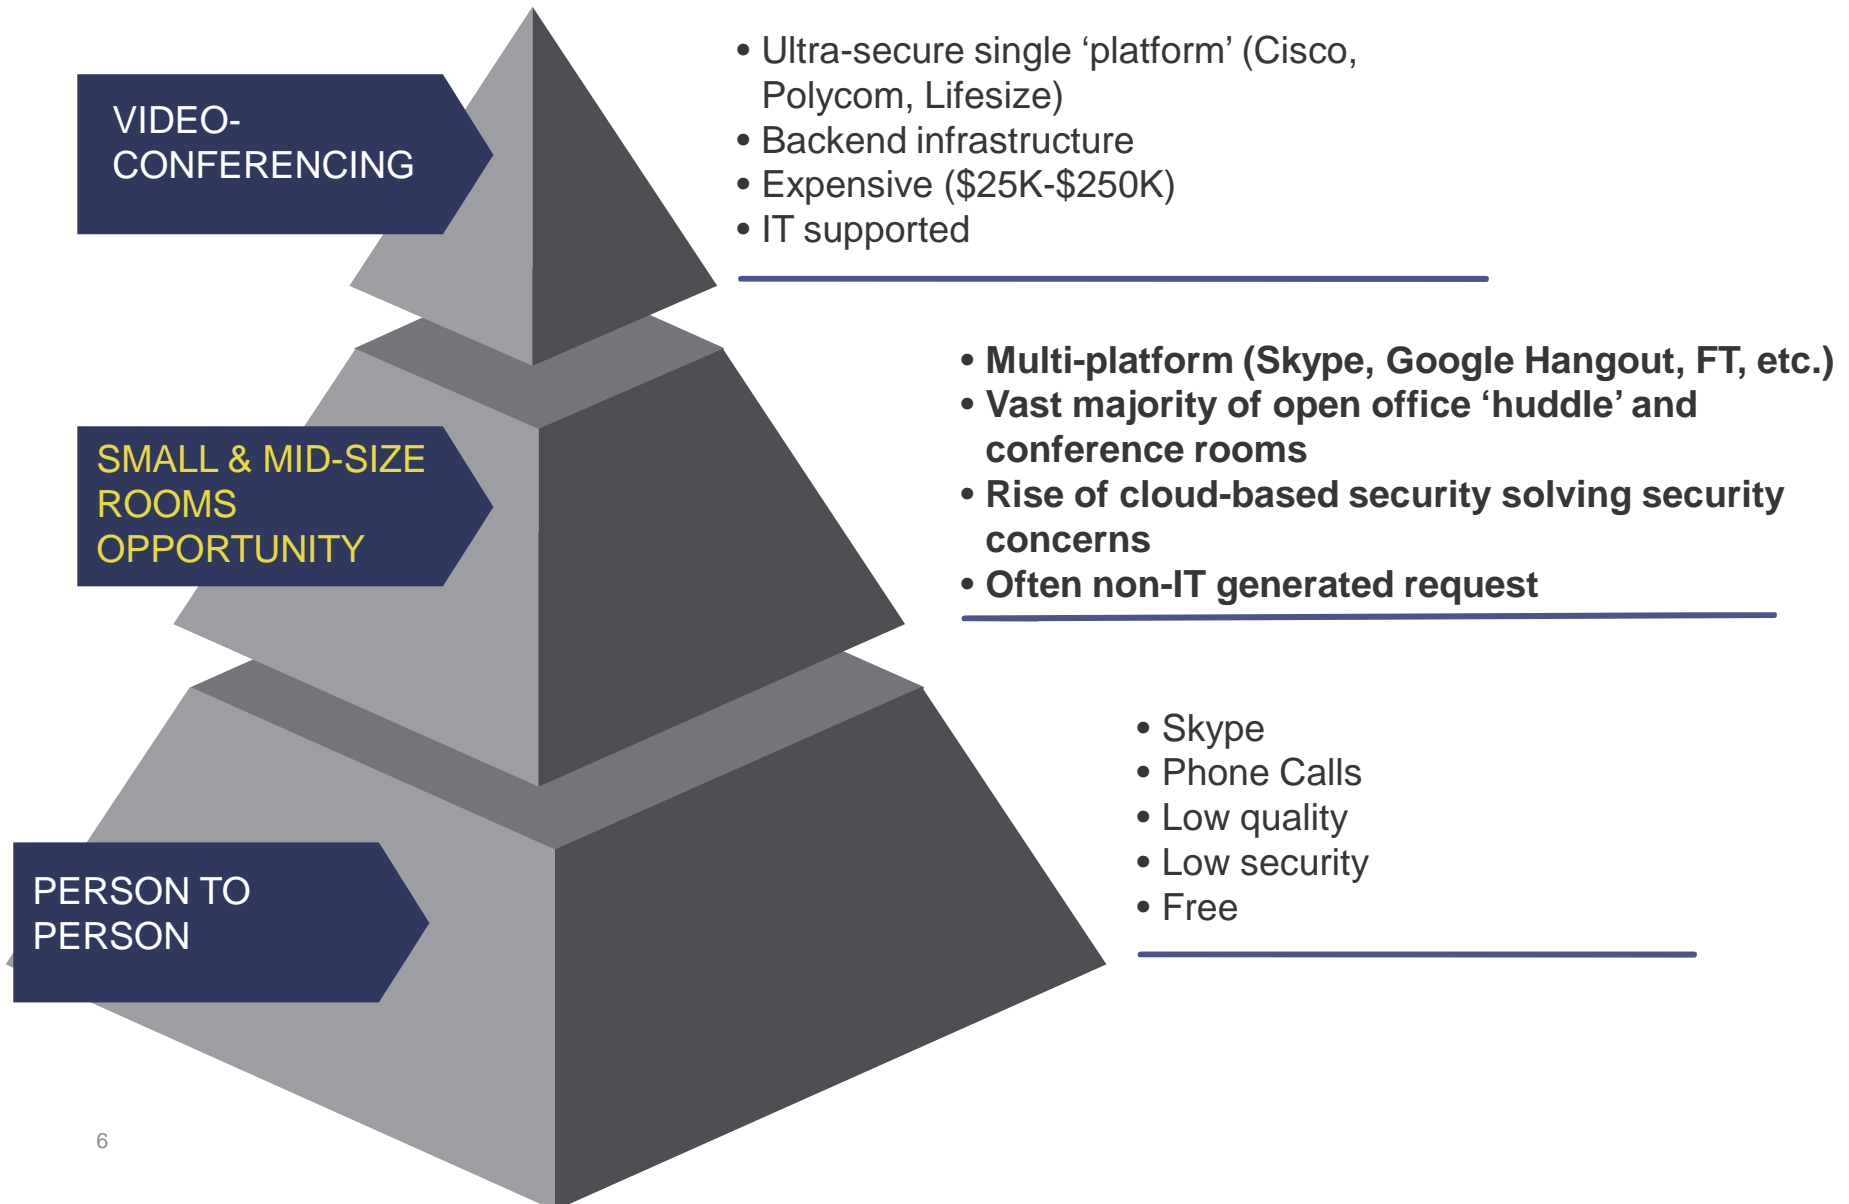 VIDEO-
CONFERENCING
• Ultra-secure single ‘platform’ (Cisco,
Polycom, Lifesize)
• Backend infrastructure
• Expensive ($25K-$250K)
• IT supported
SMALL & MID-SIZE
ROOMS
OPPORTUNITY
• Multi-platform (Skype, Google Hangout, FT, etc.)
• Vast majority of open office ‘huddle’ and
conference rooms
• Rise of cloud-based security solving security
concerns
• Often non-IT generated request
PERSON TO
PERSON
• Skype
• Phone Calls
• Low quality
• Low security
• Free
6